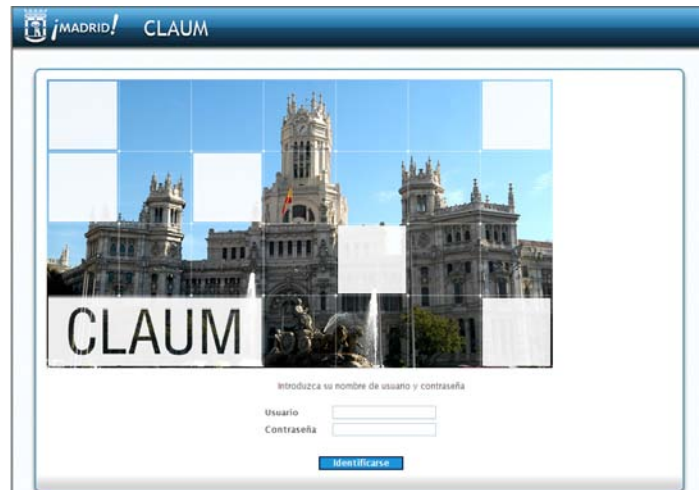 ¡MADRID! CLAUM
CLAUM
Introduzca su nombre de usuario y contraseña
Usuario
Contraseña
Identificarse